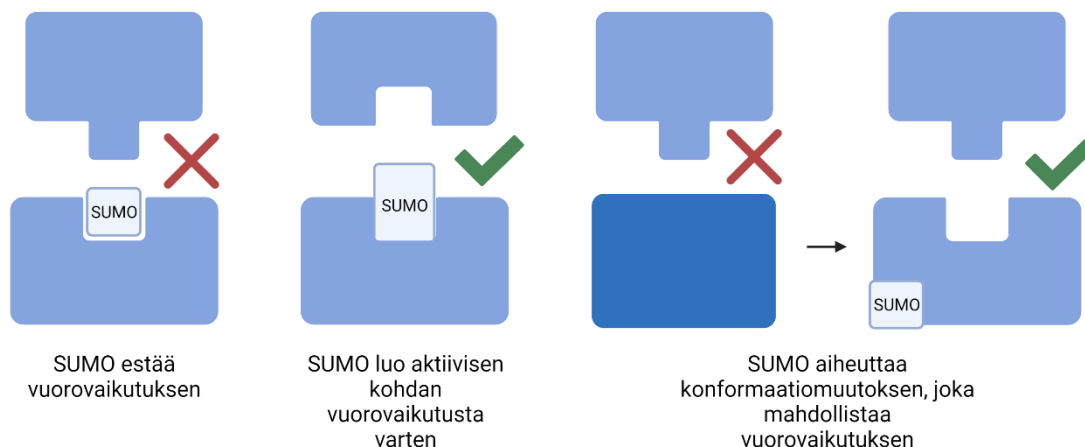 SUMO
SUMO
SUMO
SUMO estää
vuorovaikutuksen
SUMO luo aktiivisen
kohdan
vuorovaikutusta
varten
SUMO aiheuttaa
konformaatiomuutoksen, joka
mahdollistaa
vuorovaikutuksen